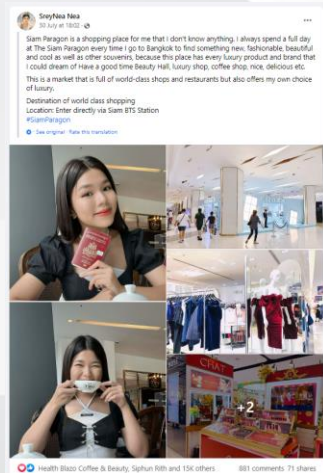 SreyNea Nea
30 July at 18:02
Siam Paragon is a shopping place for me that I don't know anything. I always spend a full day
at The Siam Paragon every time I go to Bangkok to find something new, fashionable, beautiful
and cool as well as other souvenirs, because this place has every luxury product and brand that
I could dream of Have a good time Beauty Hall, luxury shop, coffee shop, nice, delicious etc.
This is a market that is full of world-class shops and restaurants but also offers my own choice
of luxury.
Destination of world class shopping
Location: Enter directly via Siam BTS Station
#SiamParagon
See original · Rate this translation
CHAT
+2
Health Blazo Coffee & Beauty, Siphun Rith and 15K others
881 comments 71 shares